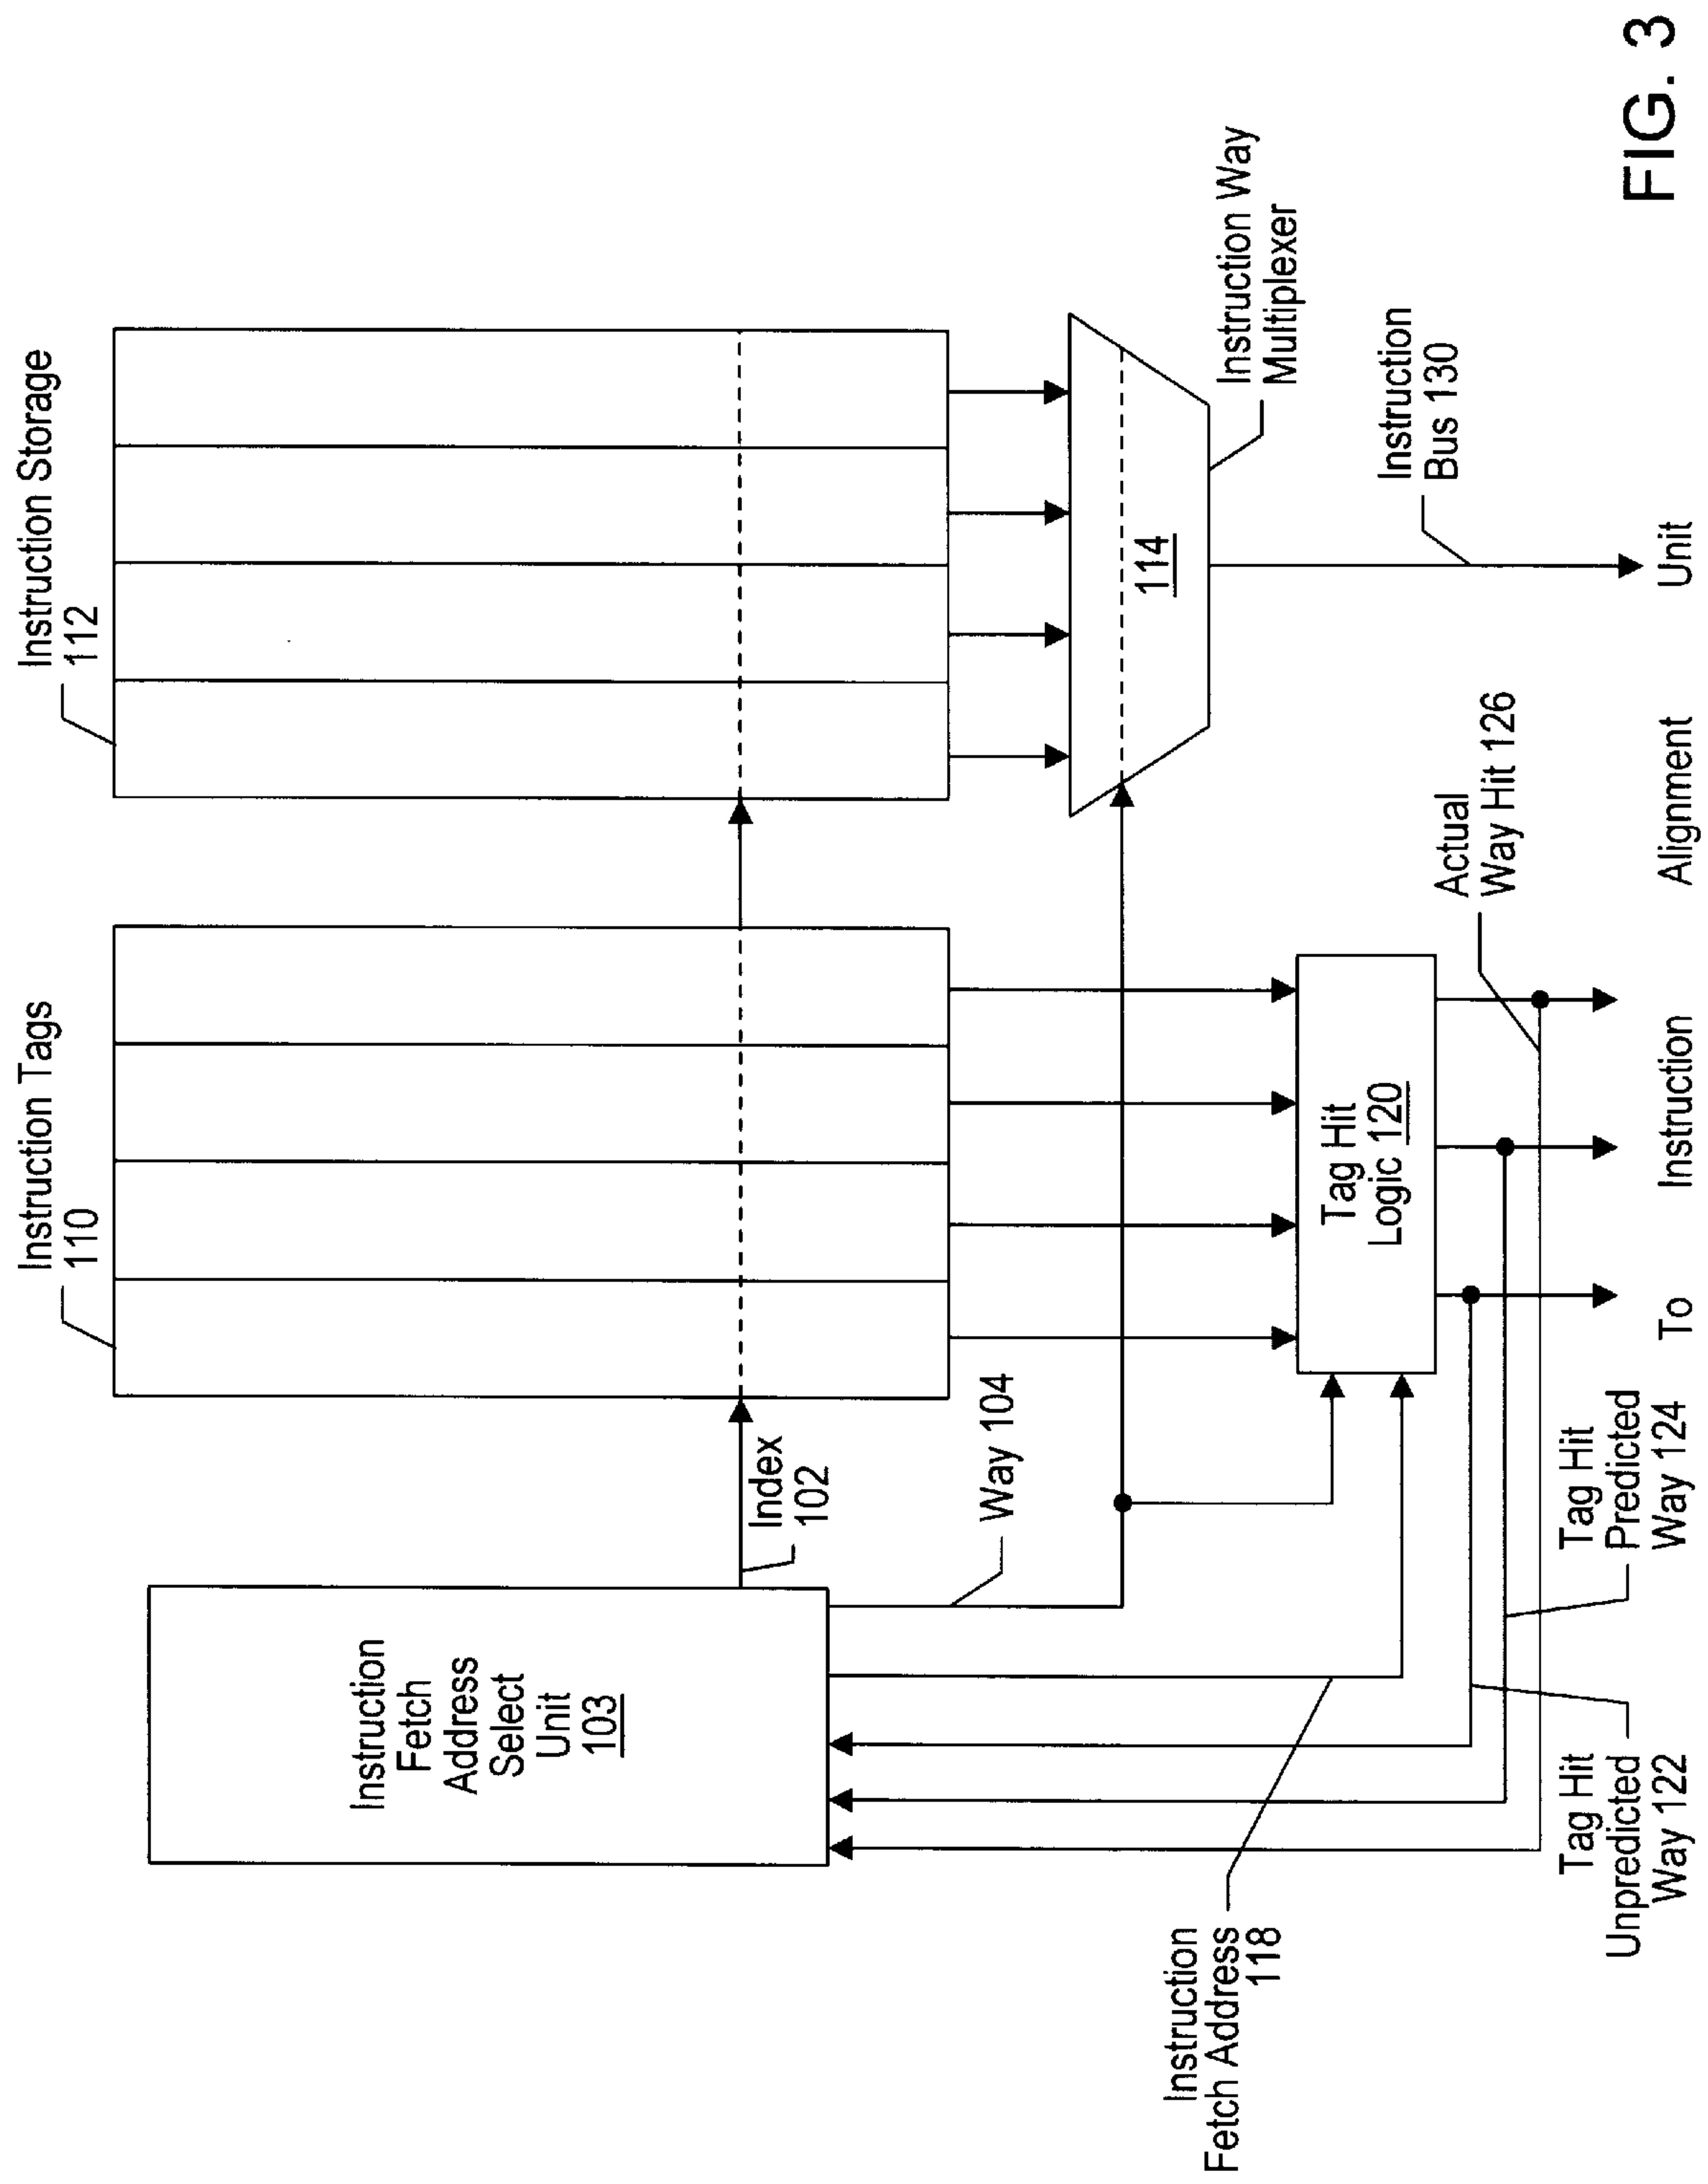 Instruction Tags
110
Instruction Storage
112
Instruction
Fetch
Address
Select
Unit
103
Index
102
Way 104
114
Instruction Way
Multiplexer
Tag Hit
Logic 120
Instruction
Fetch Address
118
Instruction
Bus 130
Actual
Way Hit 126
Tag Hit
Unpredicted
Way 122
Tag Hit
Predicted
Way 124
To Instruction Alignment Unit
FIG. 3